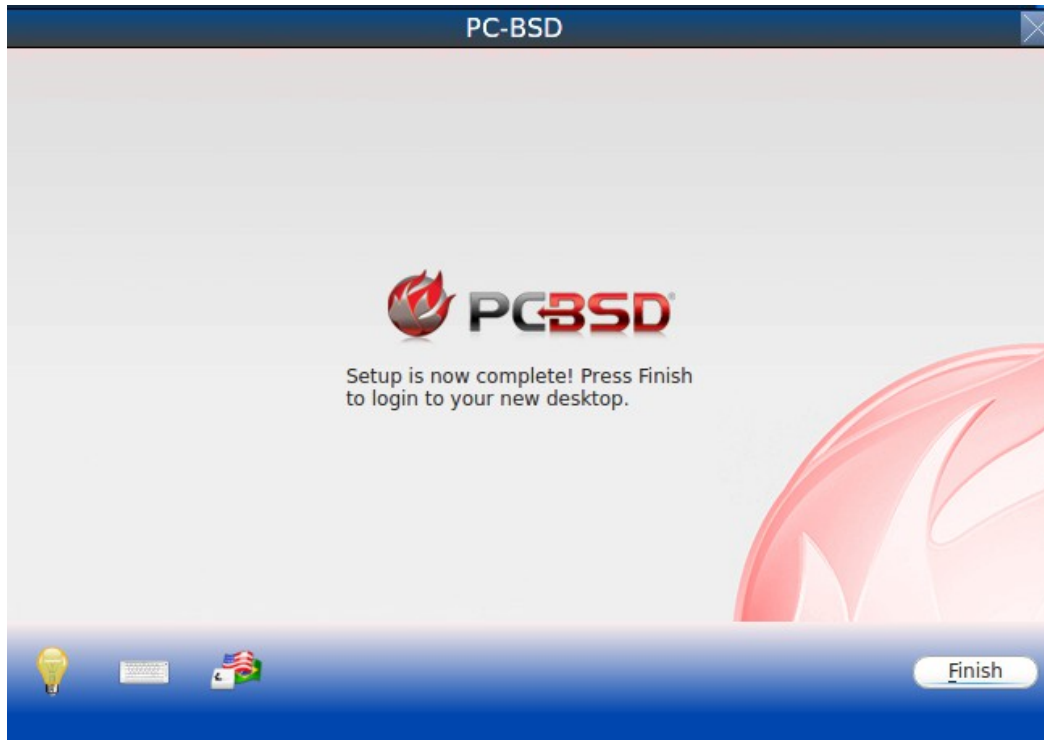 PC-BSD
PCBSD
Setup is now complete! Press Finish
to login to your new desktop.
Finish